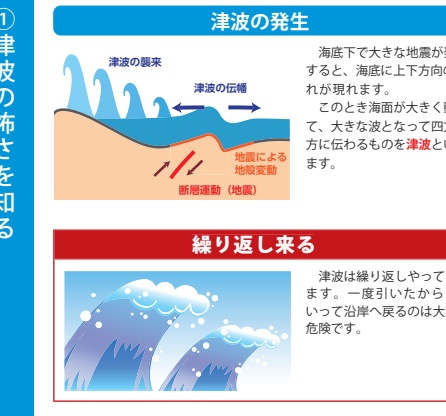 ①津波の怖さを知る
津波の発生
津波の襲来
津波の伝幡
地震による
地殻変動
断層運動（地震）
海底下で大きな地震が
すると、海底に上下方向の
れが現れます。
このとき海面が大きく
て、大きな波となって四
方に伝わるものを津波とい
ます。
繰り返し来る
津波は繰り返しやって
ます。一度引いたから
いって沿岸へ戻るのは大
危険です。